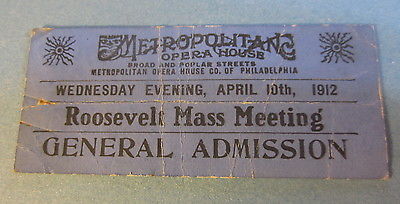 METROPOLITAN
OPERA HOUSE
BROAD AND POPLAR STREETS
METROPOLITAN OPERA HOUSE CO. OF PHILADELPHIA
WEDNESDAY EVENING, APRIL 10th, 1912
Roosevelt Mass Meeting
GENERAL ADMISSION